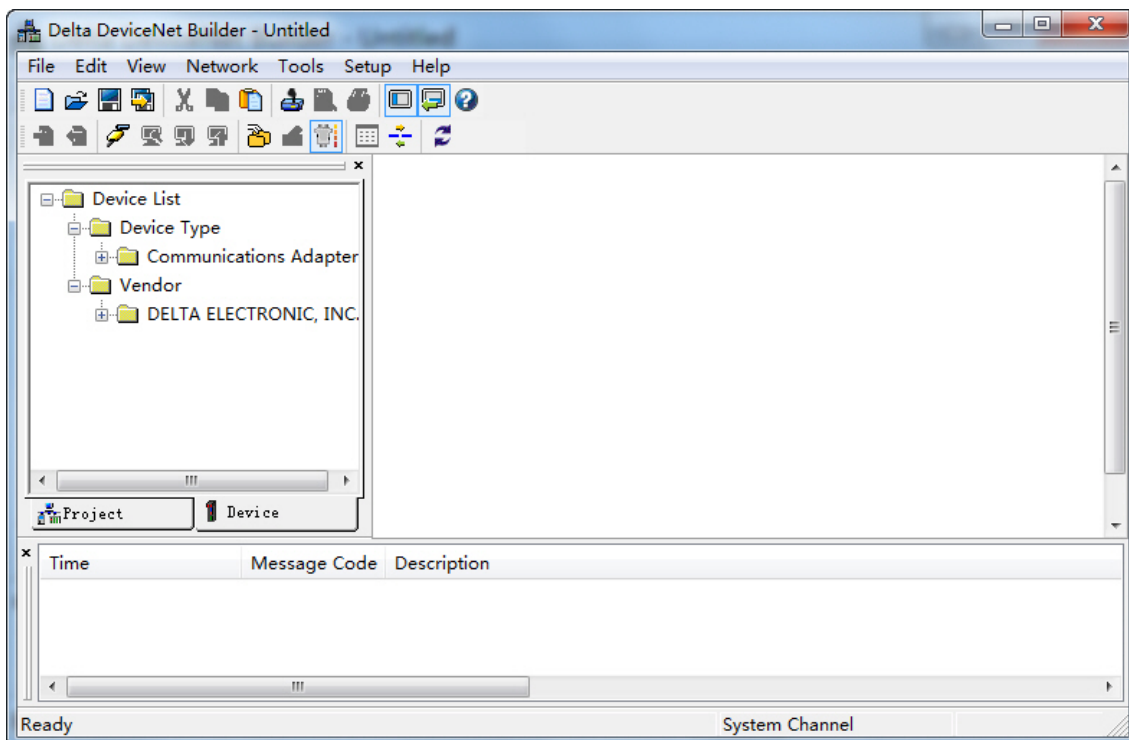 Delta DeviceNet Builder - Untitled
File Edit View Network Tools Setup Help
Device List
Device Type
Communications Adapter
Vendor
DELTA ELECTRONIC, INC.
Project Device
Time Message Code Description
Ready System Channel